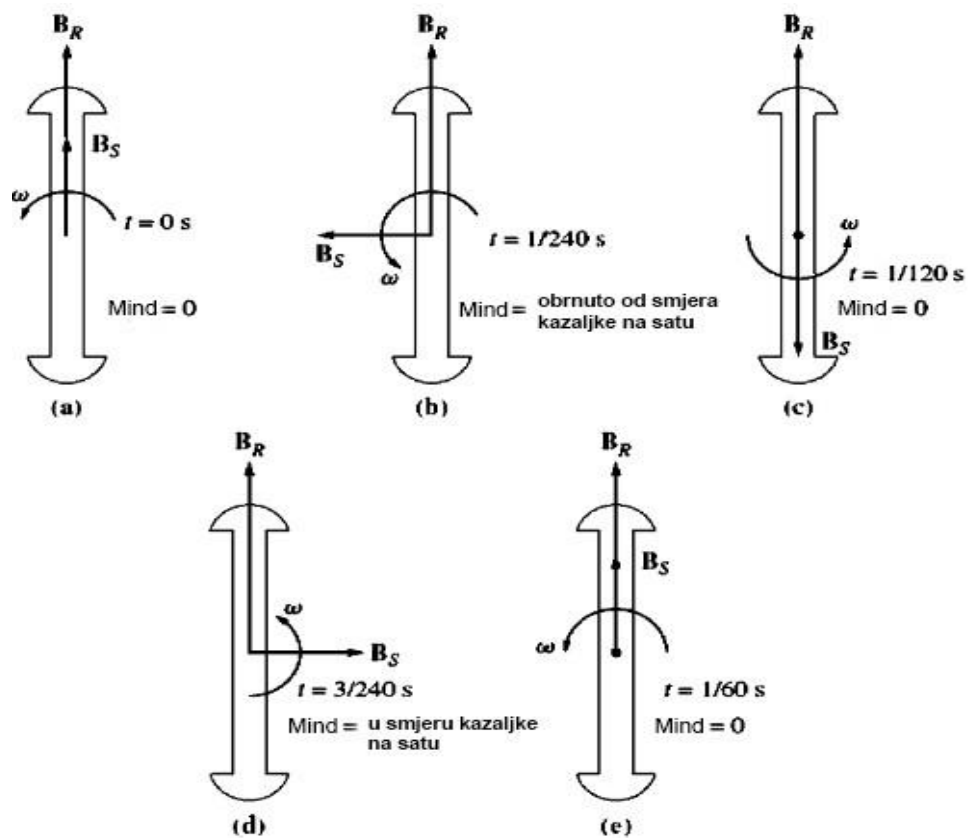 B_R
B_S
ω
t = 0 s
Mind = 0
(a)
B_R
B_S
ω
t = 1/240 s
Mind = obrnuto od smjera
kazaljke na satu
(b)
B_R
ω
t = 1/120 s
Mind = 0
B_S
(c)
B_R
ω
B_S
t = 3/240 s
Mind = u smjeru kazaljke
na satu
(d)
B_R
B_S
ω
t = 1/60 s
Mind = 0
(e)